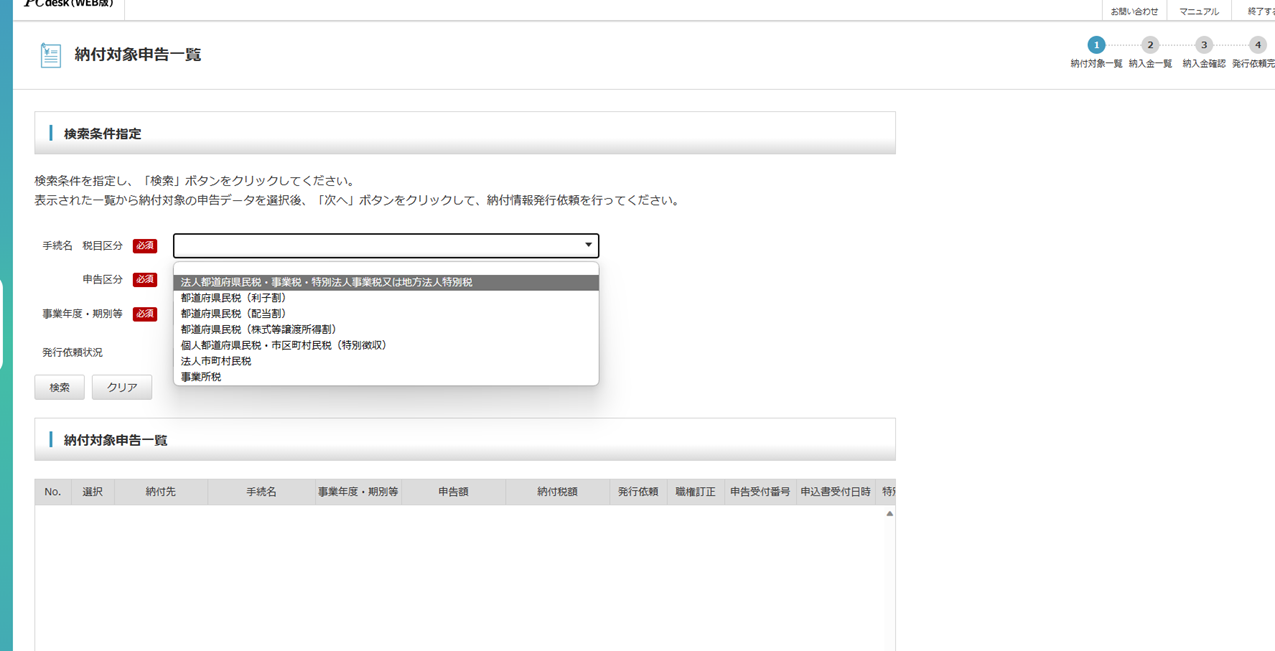 PCdesk(WEB版)
お問い合わせ マニュアル 終了する
納付対象申告一覧
1 2 3 4
納付対象一覧 納入金一覧 納入金確認 発行依頼完
検索条件指定
検索条件を指定し、「検索」ボタンをクリックしてください。
表示された一覧から納付対象の申告データを選択後、「次へ」ボタンをクリックして、納付情報発行依頼を行ってください。
手続名 税目区分 必須
法人都道府県民税・事業税・特別法人事業税又は地方法人特別税
都道府県民税（利子割）
都道府県民税（配当割）
都道府県民税（株式等譲渡所得割）
個人都道府県民税・市区町村民税（特別徴収）
法人市町村民税
事業所税
申告区分 必須
事業年度・期別等 必須
発行依頼状況
検索 クリア
納付対象申告一覧
No. 選択 納付先 手続名 事業年度・期別等 申告額 納付税額 発行依頼 職権訂正 申告受付番号 申込書受付日時